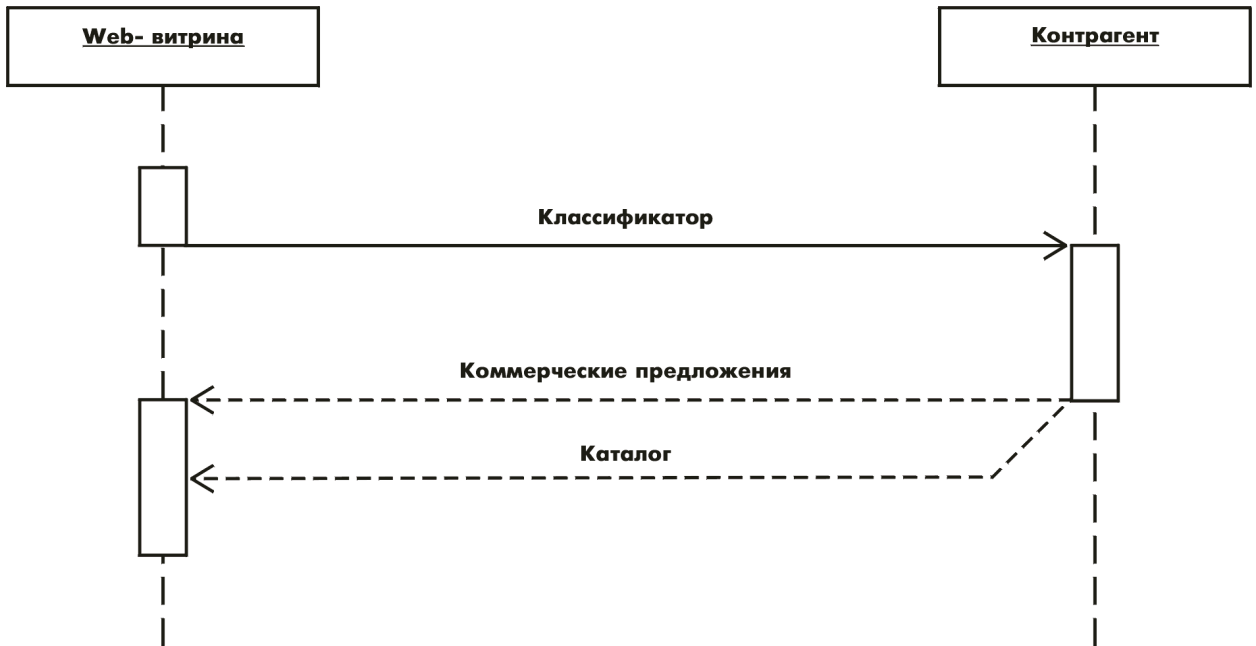 Web- витрина
Контрагент
Классификатор
Коммерческие предложения
Каталог